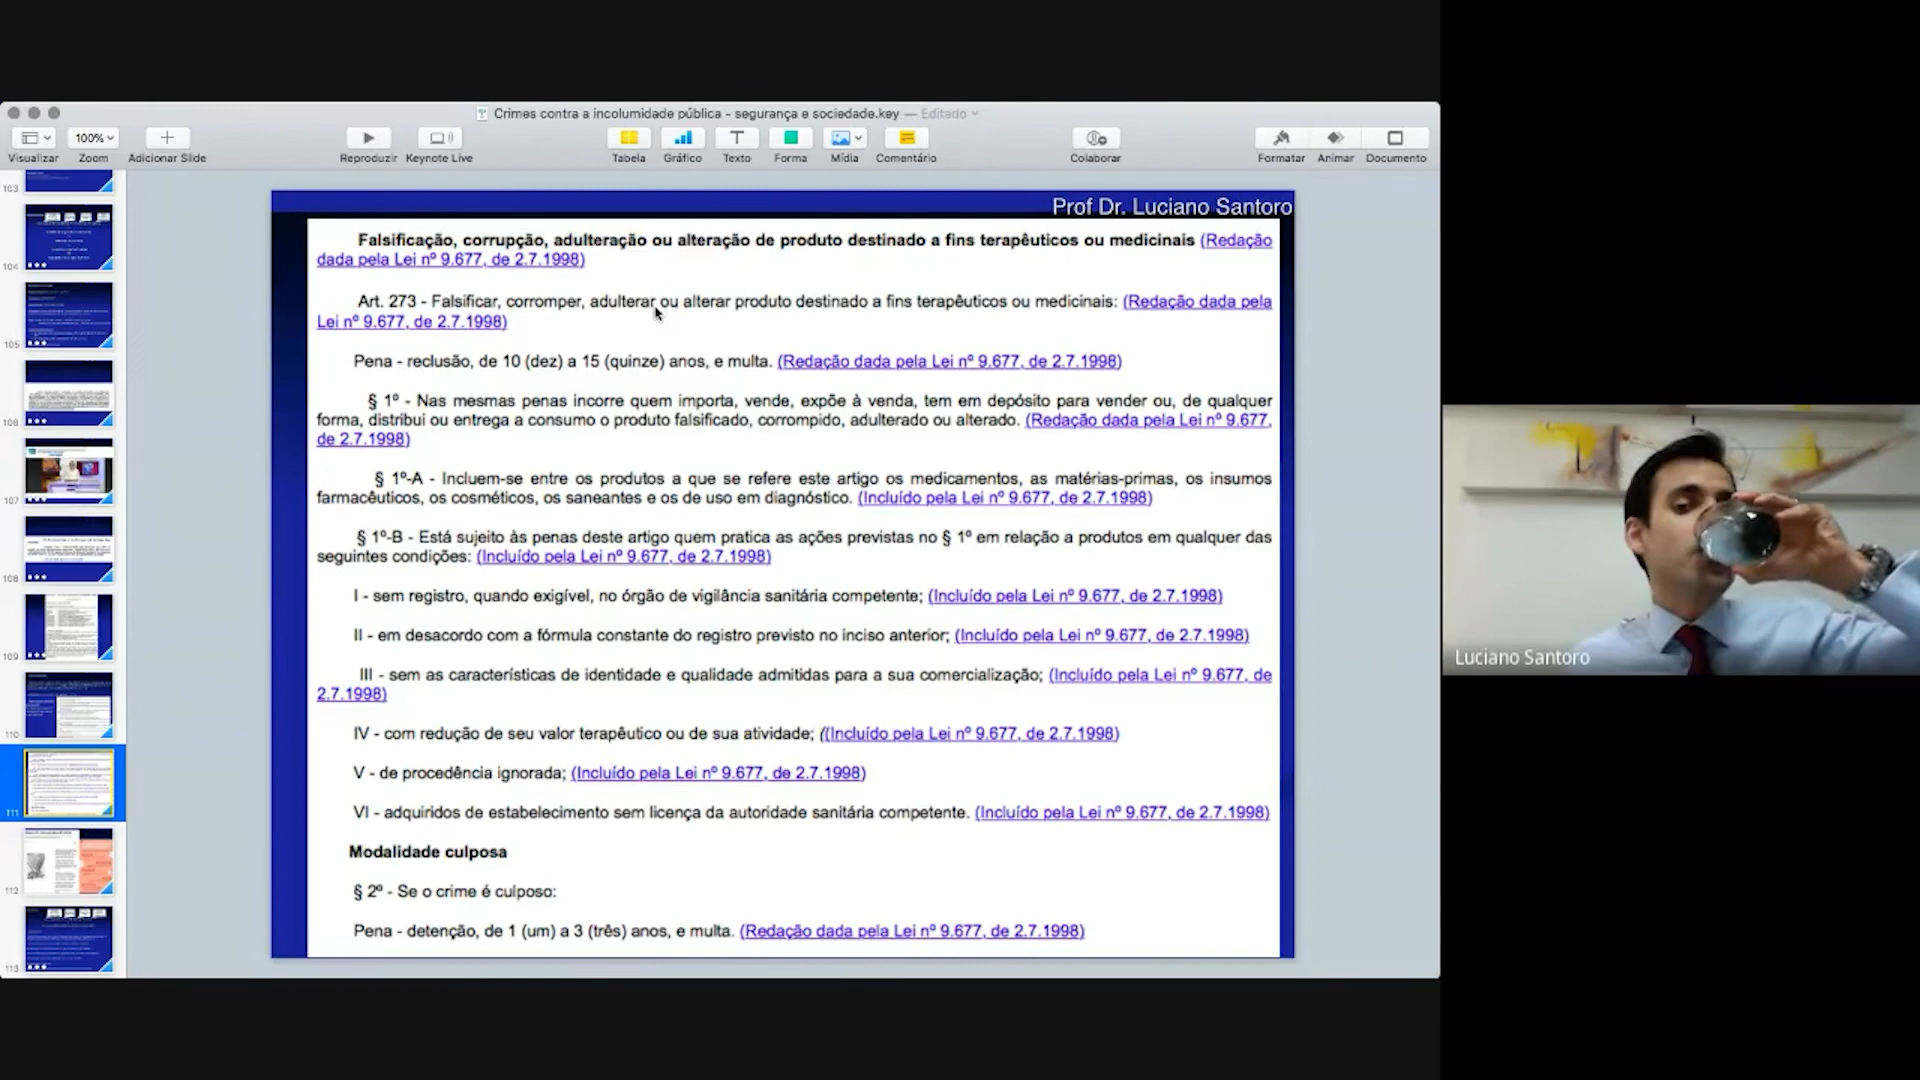 Crimes contra a incolumidade pública - segurança e sociedade.key — Editado
100%
Visualizar Zoom Adicionar Slide Reproduzir Keynote Live Tabela Gráfico Texto Forma Mídia Comentário Colaborar Formatar Animar Documento
103
104
105
106
107
108
109
110
111
112
113
Prof Dr. Luciano Santoro
Falsificação, corrupção, adulteração ou alteração de produto destinado a fins terapêuticos ou medicinais (Redação
dada pela Lei nº 9.677, de 2.7.1998)
Art. 273 - Falsificar, corromper, adulterar ou alterar produto destinado a fins terapêuticos ou medicinais: (Redação dada pela
Lei nº 9.677, de 2.7.1998)
Pena - reclusão, de 10 (dez) a 15 (quinze) anos, e multa. (Redação dada pela Lei nº 9.677, de 2.7.1998)
§ 1º - Nas mesmas penas incorre quem importa, vende, expõe à venda, tem em depósito para vender ou, de qualquer
forma, distribui ou entrega a consumo o produto falsificado, corrompido, adulterado ou alterado. (Redação dada pela Lei nº 9.677,
de 2.7.1998)
§ 1º-A - Incluem-se entre os produtos a que se refere este artigo os medicamentos, as matérias-primas, os insumos
farmacêuticos, os cosméticos, os saneantes e os de uso em diagnóstico. (Incluído pela Lei nº 9.677, de 2.7.1998)
§ 1º-B - Está sujeito às penas deste artigo quem pratica as ações previstas no § 1º em relação a produtos em qualquer das
seguintes condições: (Incluído pela Lei nº 9.677, de 2.7.1998)
I - sem registro, quando exigível, no órgão de vigilância sanitária competente; (Incluído pela Lei nº 9.677, de 2.7.1998)
II - em desacordo com a fórmula constante do registro previsto no inciso anterior; (Incluído pela Lei nº 9.677, de 2.7.1998)
III - sem as características de identidade e qualidade admitidas para a sua comercialização; (Incluído pela Lei nº 9.677, de
2.7.1998)
IV - com redução de seu valor terapêutico ou de sua atividade; ((Incluído pela Lei nº 9.677, de 2.7.1998)
V - de procedência ignorada; (Incluído pela Lei nº 9.677, de 2.7.1998)
VI - adquiridos de estabelecimento sem licença da autoridade sanitária competente. (Incluído pela Lei nº 9.677, de 2.7.1998)
Modalidade culposa
§ 2º - Se o crime é culposo:
Pena - detenção, de 1 (um) a 3 (três) anos, e multa. (Redação dada pela Lei nº 9.677, de 2.7.1998)
Luciano Santoro